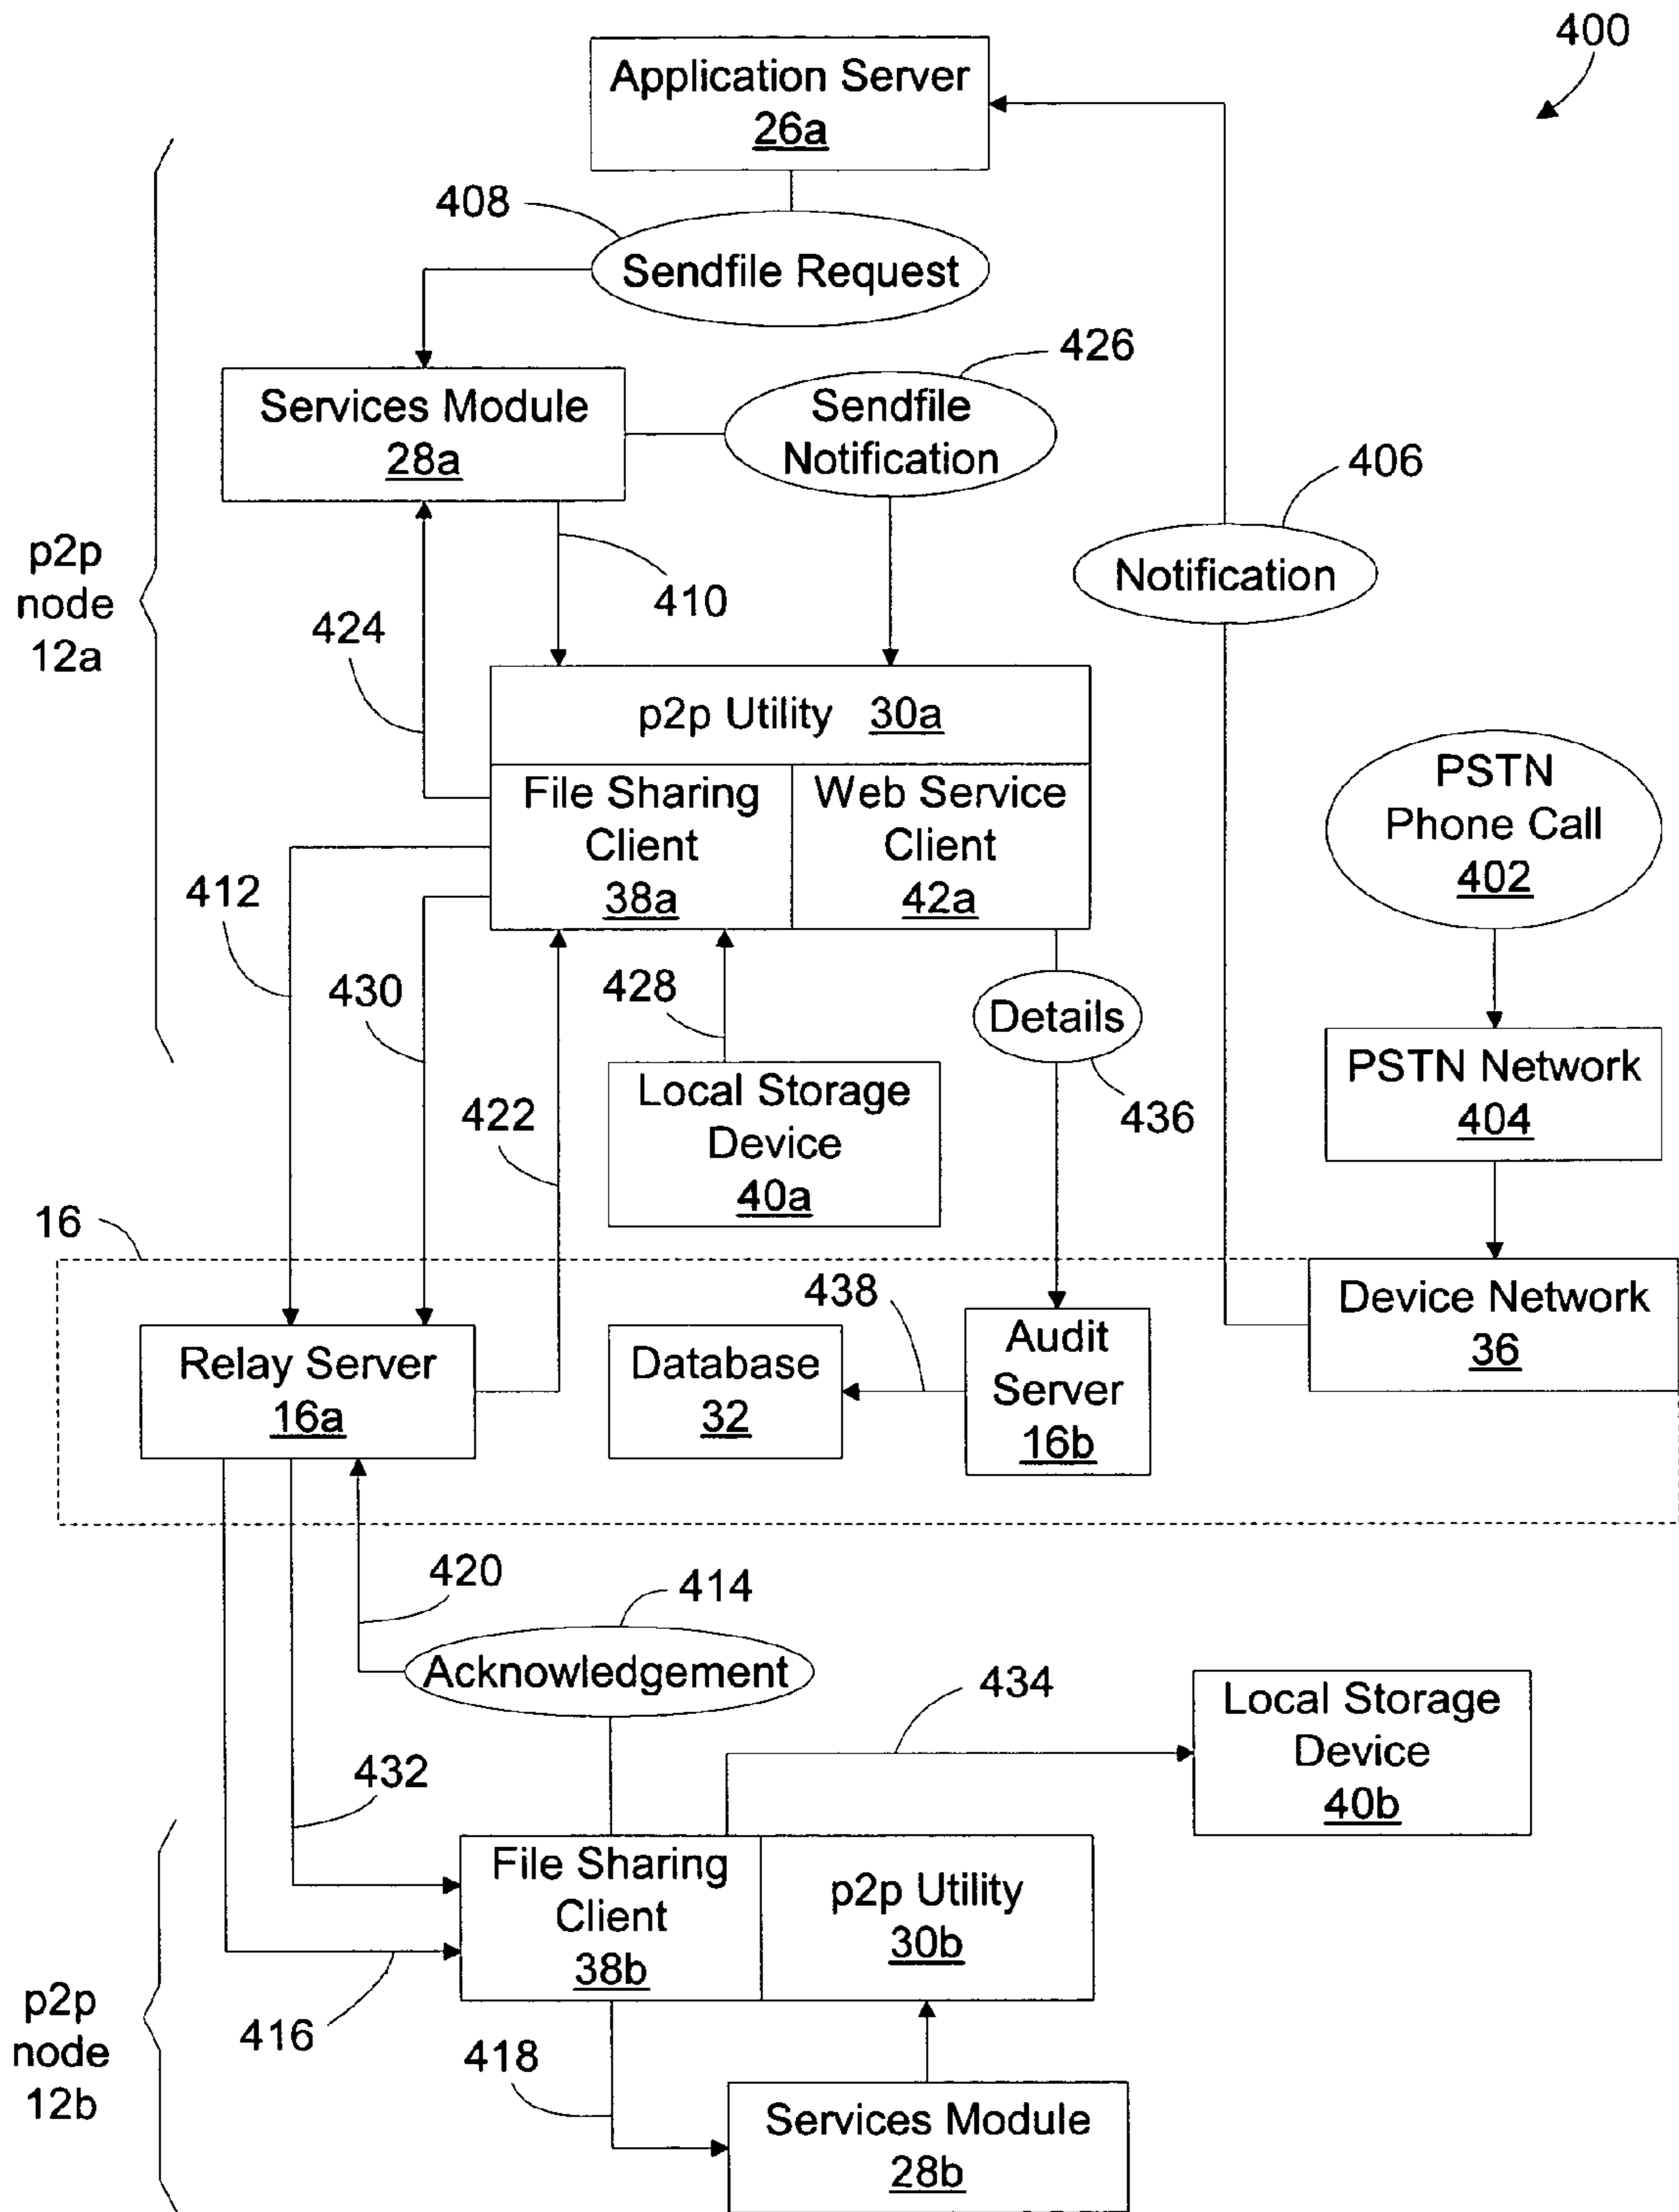 400
Application Server
26a
408
Sendfile Request
426
Services Module
28a
Sendfile
Notification
406
p2p
node
12a
Notification
410
424
p2p Utility 30a
File Sharing
Client
38a
Web Service
Client
42a
PSTN
Phone Call
402
412
430
428
Details
422
Local Storage
Device
40a
436
PSTN Network
404
16
438
Device Network
36
Relay Server
16a
Database
32
Audit
Server
16b
420
414
Acknowledgement
434
Local Storage
Device
40b
432
File Sharing
Client
38b
p2p Utility
30b
p2p
node
12b
416
418
Services Module
28b